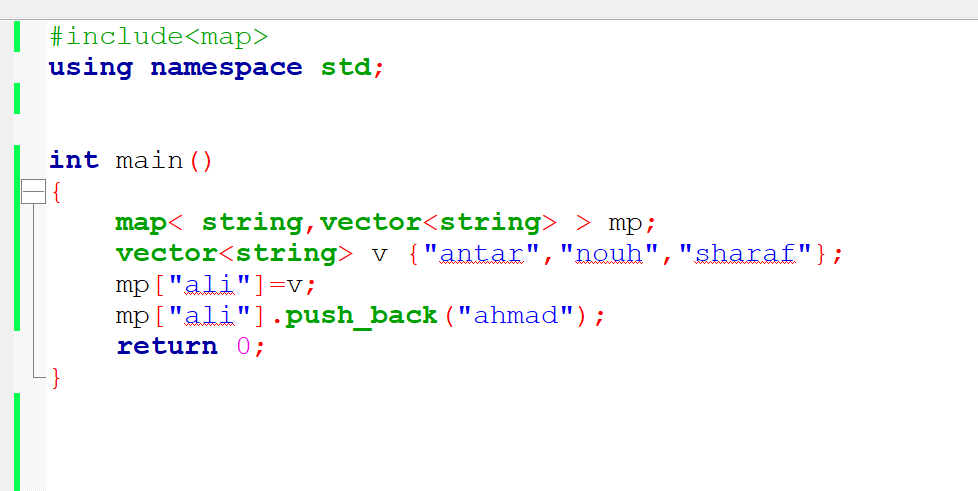 #include<map>
using namespace std;
int main()
{
map< string,vector<string> > mp;
vector<string> v {"antar","nouh","sharaf"};
mp["ali"]=v;
mp["ali"].push_back("ahmad");
return 0;
}